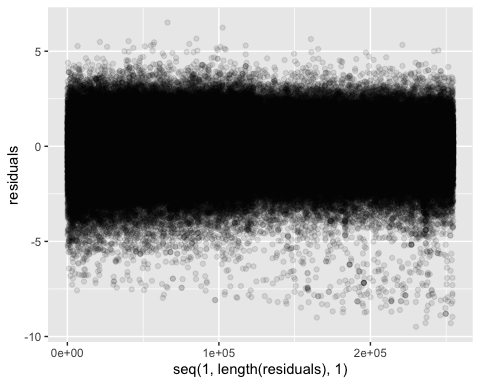 5
0
-5
-10
residuals
0e+00 1e+05 2e+05
seq(1, length(residuals), 1)